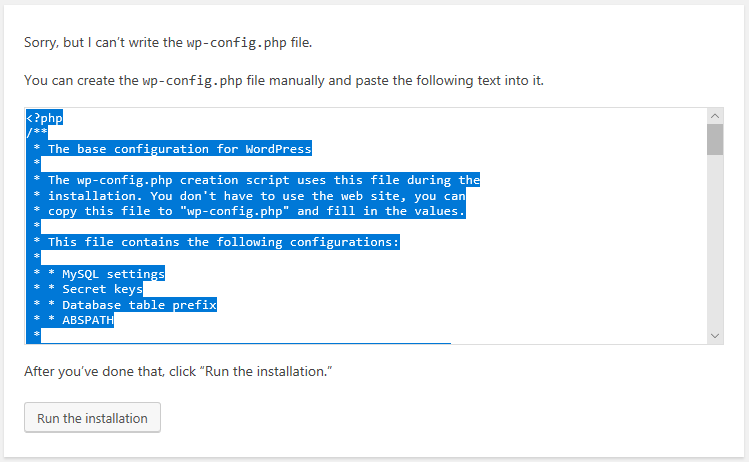 Sorry, but I can’t write the wp-config.php file.
You can create the wp-config.php file manually and paste the following text into it.
<?php
/**
 * The base configuration for WordPress
 *
 * The wp-config.php creation script uses this file during the
 * installation. You don't have to use the web site, you can
 * copy this file to "wp-config.php" and fill in the values.
 *
 * This file contains the following configurations:
 *
 * * MySQL settings
 * * Secret keys
 * * Database table prefix
 * * ABSPATH
 *
After you’ve done that, click “Run the installation.”
Run the installation